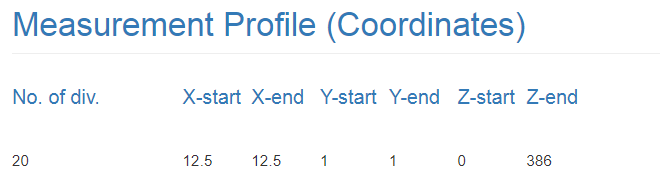 Measurement Profile (Coordinates)
No. of div. X-start X-end Y-start Y-end Z-start Z-end
20 12.5 12.5 1 1 0 386